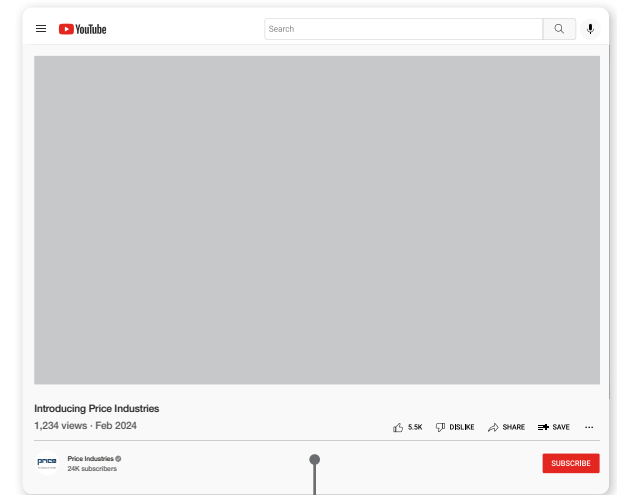 YouTube
Search
Introducing Price Industries
1,234 views · Feb 2024
5.5K DISLIKE SHARE SAVE ...
price
Price Industries
24K subscribers
SUBSCRIBE